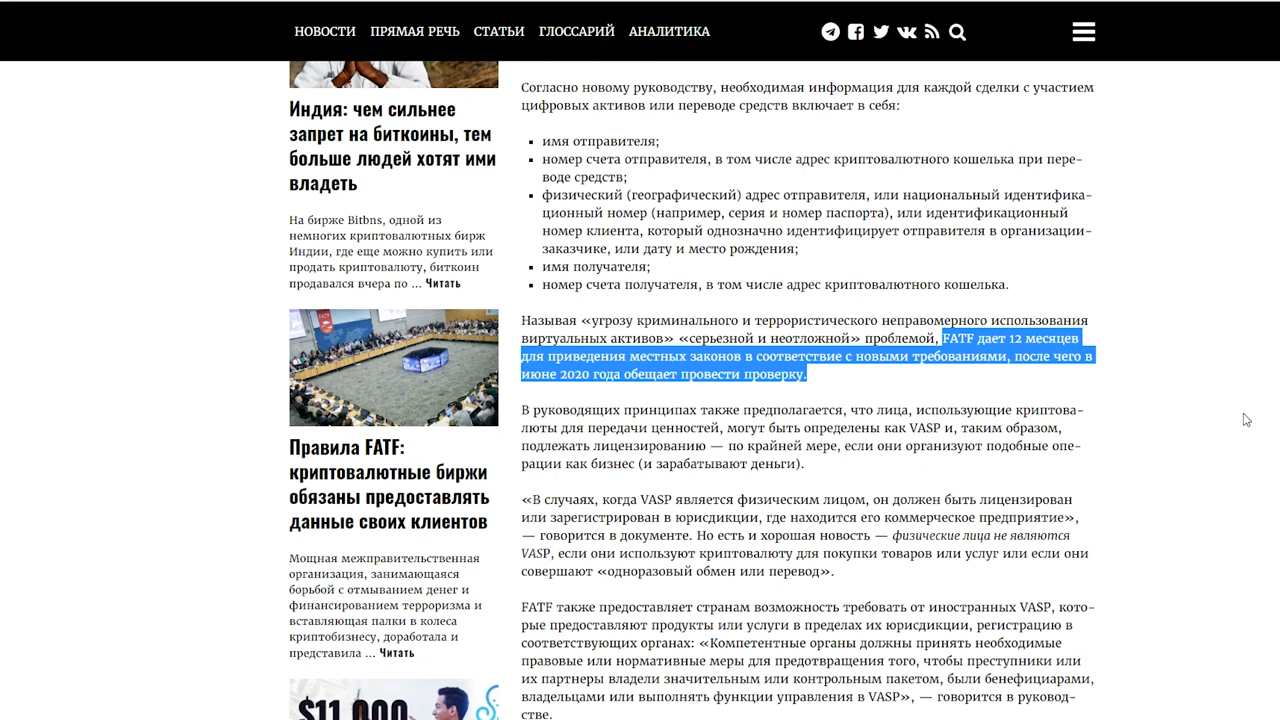 НОВОСТИ ПРЯМАЯ РЕЧЬ СТАТЬИ ГЛОССАРИЙ АНАЛИТИКА
Индия: чем сильнее
запрет на биткоины, тем
больше людей хотят ими
владеть
На бирже Bitbns, одной из
немногих криптовалютных бирж
Индии, где еще можно купить или
продать криптовалюту, биткоин
продавался вчера по ... Читать
FATF
Правила FATF:
криптовалютные биржи
обязаны предоставлять
данные своих клиентов
Мощная межправительственная
организация, занимающаяся
борьбой с отмыванием денег и
финансированием терроризма и
вставляющая палки в колеса
криптобизнесу, доработала и
представила ... Читать
$11,000
Согласно новому руководству, необходимая информация для каждой сделки с участием
цифровых активов или переводе средств включает в себя:
▪ имя отправителя;
▪ номер счета отправителя, в том числе адрес криптовалютного кошелька при пере-
воде средств;
▪ физический (географический) адрес отправителя, или национальный идентифика-
ционный номер (например, серия и номер паспорта), или идентификационный
номер клиента, который однозначно идентифицирует отправителя в организации-
заказчике, или дату и место рождения;
▪ имя получателя;
▪ номер счета получателя, в том числе адрес криптовалютного кошелька.
Называя «угрозу криминального и террористического неправомерного использования
виртуальных активов» «серьезной и неотложной» проблемой, FATF дает 12 месяцев
для приведения местных законов в соответствие с новыми требованиями, после чего в
июне 2020 года обещает провести проверку.
В руководящих принципах также предполагается, что лица, использующие криптова-
люты для передачи ценностей, могут быть определены как VASP и, таким образом,
подлежать лицензированию — по крайней мере, если они организуют подобные опе-
рации как бизнес (и зарабатывают деньги).
«В случаях, когда VASP является физическим лицом, он должен быть лицензирован
или зарегистрирован в юрисдикции, где находится его коммерческое предприятие»,
— говорится в документе. Но есть и хорошая новость — физические лица не являются
VASP, если они используют криптовалюту для покупки товаров или услуг или если они
совершают «одноразовый обмен или перевод».
FATF также предоставляет странам возможность требовать от иностранных VASP, кото-
рые предоставляют продукты или услуги в пределах их юрисдикции, регистрацию в
соответствующих органах: «Компетентные органы должны принять необходимые
правовые или нормативные меры для предотвращения того, чтобы преступники или
их партнеры владели значительным или контрольным пакетом, были бенефициарами,
владельцами или выполнять функции управления в VASP», — говорится в руковод-
стве.